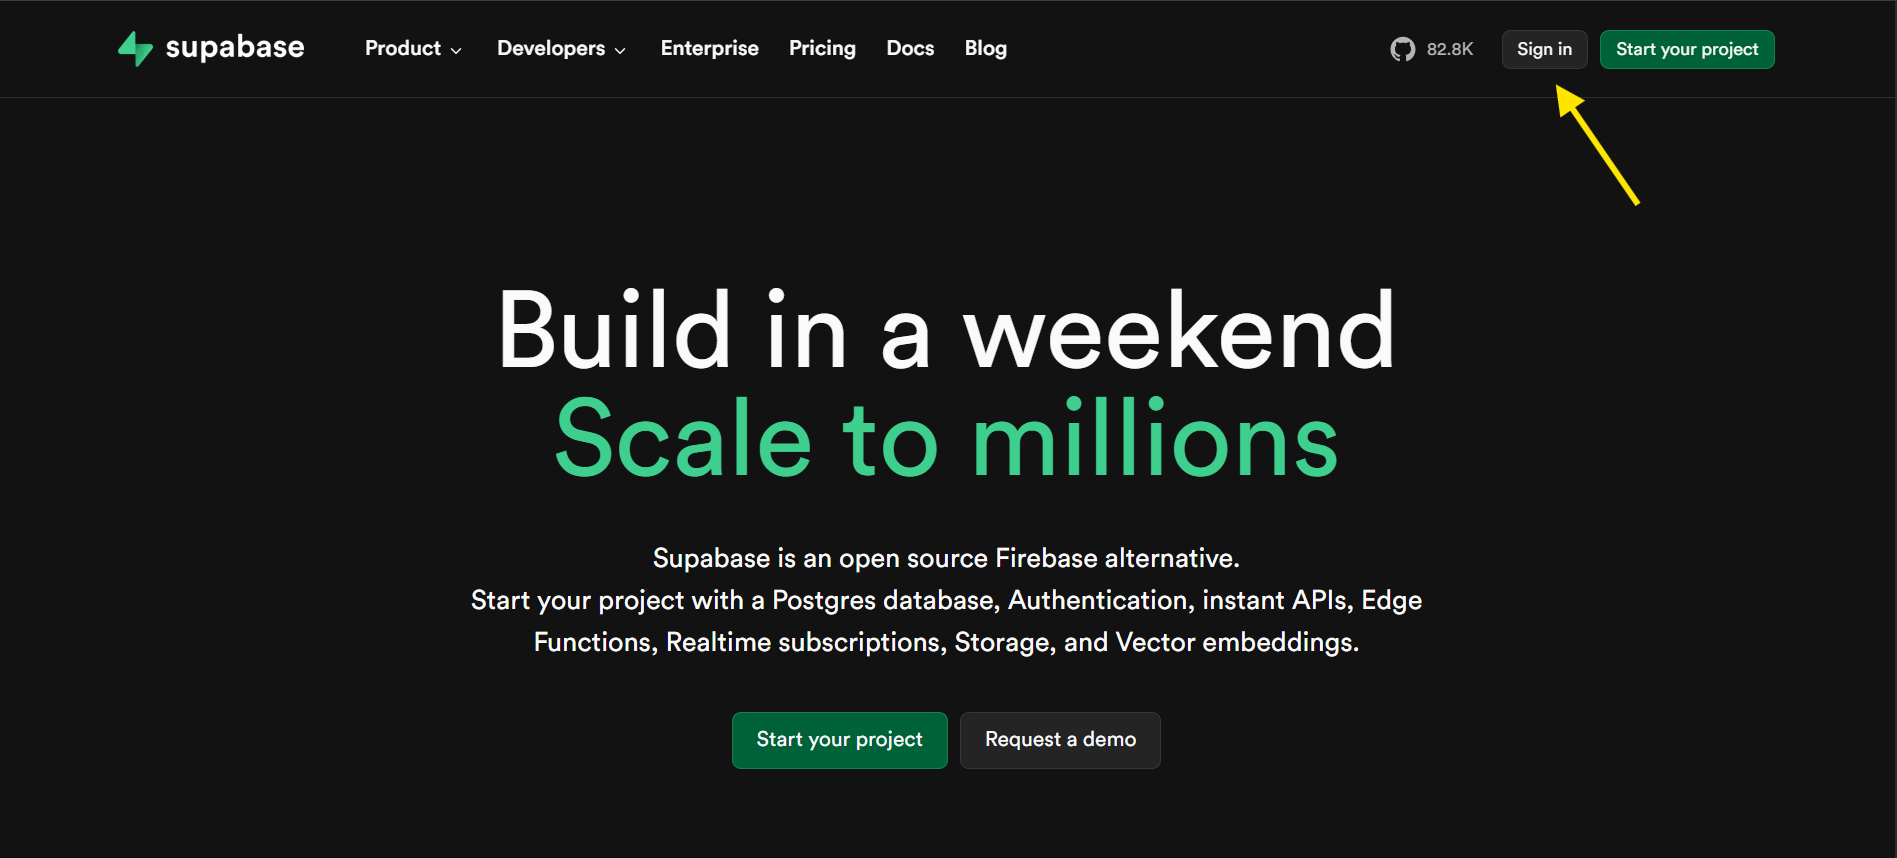 supabase Product Developers Enterprise Pricing Docs Blog 82.8K Sign in Start your project
Build in a weekend
Scale to millions
Supabase is an open source Firebase alternative.
Start your project with a Postgres database, Authentication, instant APIs, Edge
Functions, Realtime subscriptions, Storage, and Vector embeddings.
Start your project Request a demo